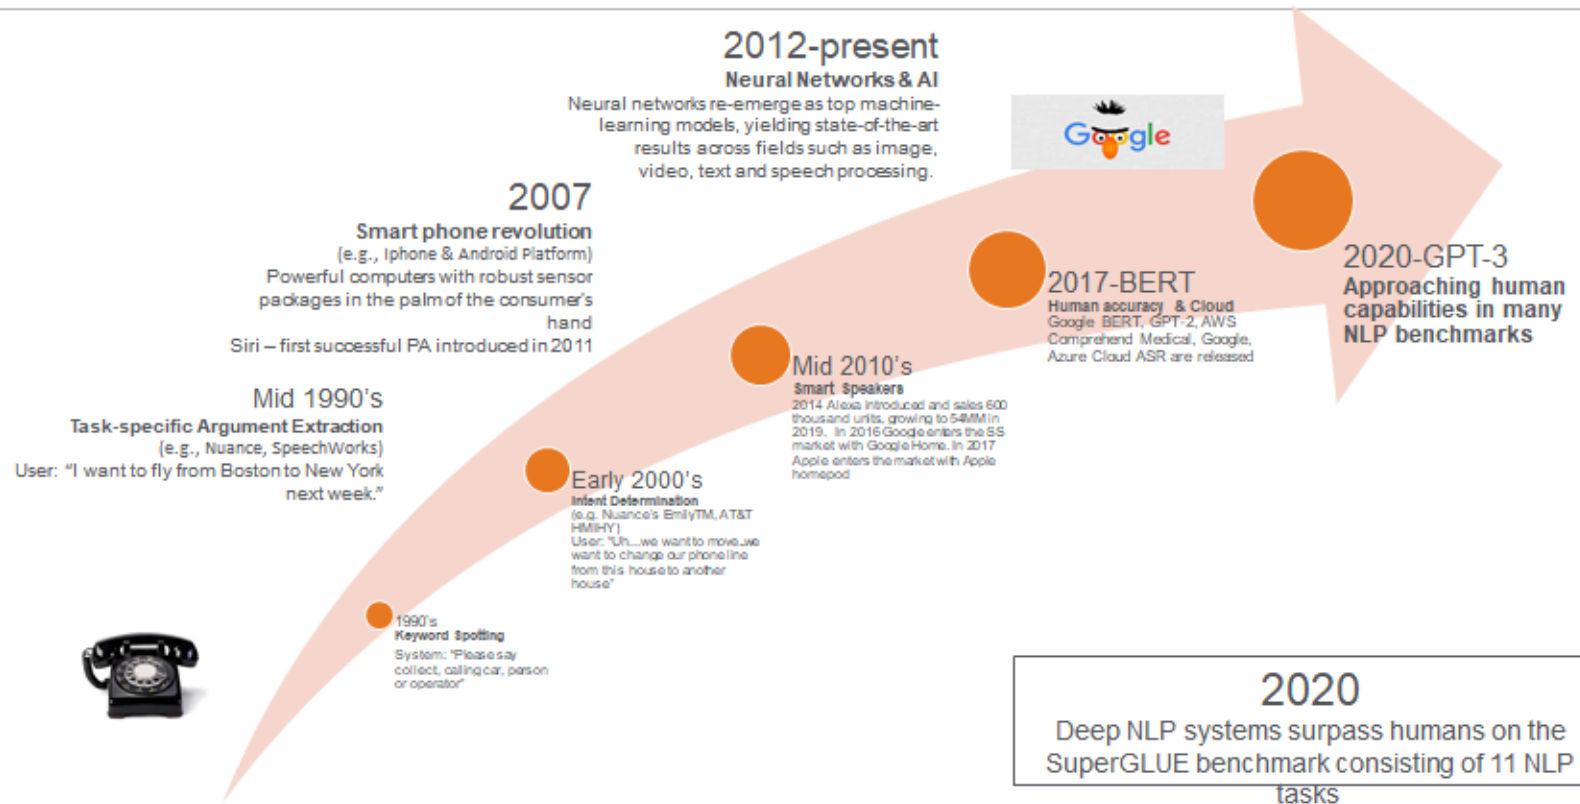 2012-present
Neural Networks & AI
Neural networks re-emerge as top machine-
learning models, yielding state-of-the-art
results across fields such as image,
video, text and speech processing.
Google
2007
Smart phone revolution
(e.g., Iphone & Android Platform)
Powerful computers with robust sensor
packages in the palm of the consumer's
hand
Siri – first successful PA introduced in 2011
2020-GPT-3
Approaching human
capabilities in many
NLP benchmarks
2017-BERT
Human accuracy & Cloud
Google BERT, GPT-2, AWS
Comprehend Medical, Google,
Azure Cloud ASR are released
Mid 2010's
Smart Speakers
2014 Alexa introduced and sales 600
thousand units, growing to 54MM in
2019. In 2016 Google enters the SS
market with Google Home. In 2017
Apple enters the market with Apple
homepod
Mid 1990's
Task-specific Argument Extraction
(e.g., Nuance, SpeechWorks)
User: "I want to fly from Boston to New York
next week."
Early 2000's
Intent Determination
(e.g. Nuance's EmilyTM, AT&T
HMIHY)
User: "Uh....we want to move..we
want to change our phone line
from this house to another
house"
1990's
Keyword Spotting
System: "Please say
collect, calling car, person
or operator"
2020
Deep NLP systems surpass humans on the
SuperGLUE benchmark consisting of 11 NLP
tasks